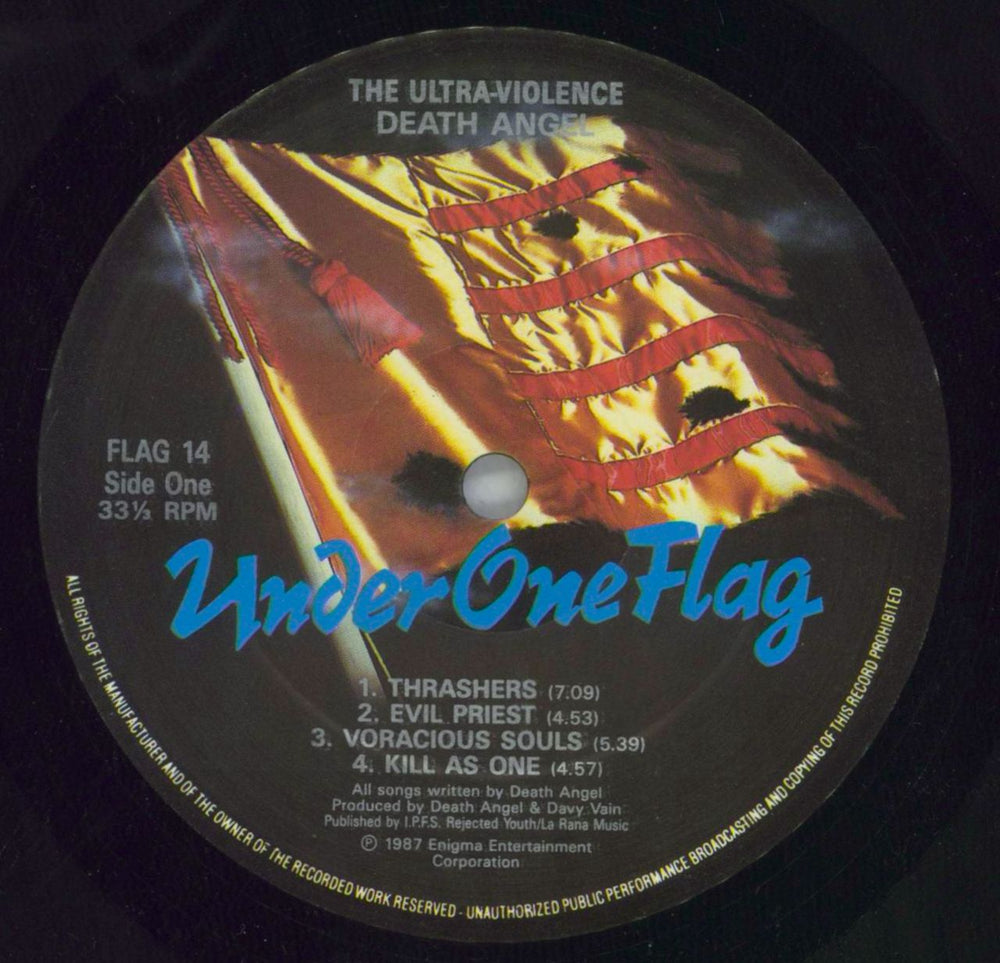 THE ULTRA-VIOLENCE
DEATH ANGEL
FLAG 14
Side One
33⅓ RPM
Under One Flag
1. THRASHERS (7.09)
2. EVIL PRIEST (4.53)
3. VORACIOUS SOULS (5.39)
4. KILL AS ONE (4.57)
All songs written by Death Angel
Produced by Death Angel & Davy Vain
Published by I.P.F.S. Rejected Youth/La Rana Music
℗ 1987 Enigma Entertainment
Corporation
ALL RIGHTS OF THE MANUFACTURER AND OF THE OWNER OF THE RECORDED WORK RESERVED - UNAUTHORIZED PUBLIC PERFORMANCE BROADCASTING AND COPYING OF THIS RECORD PROHIBITED